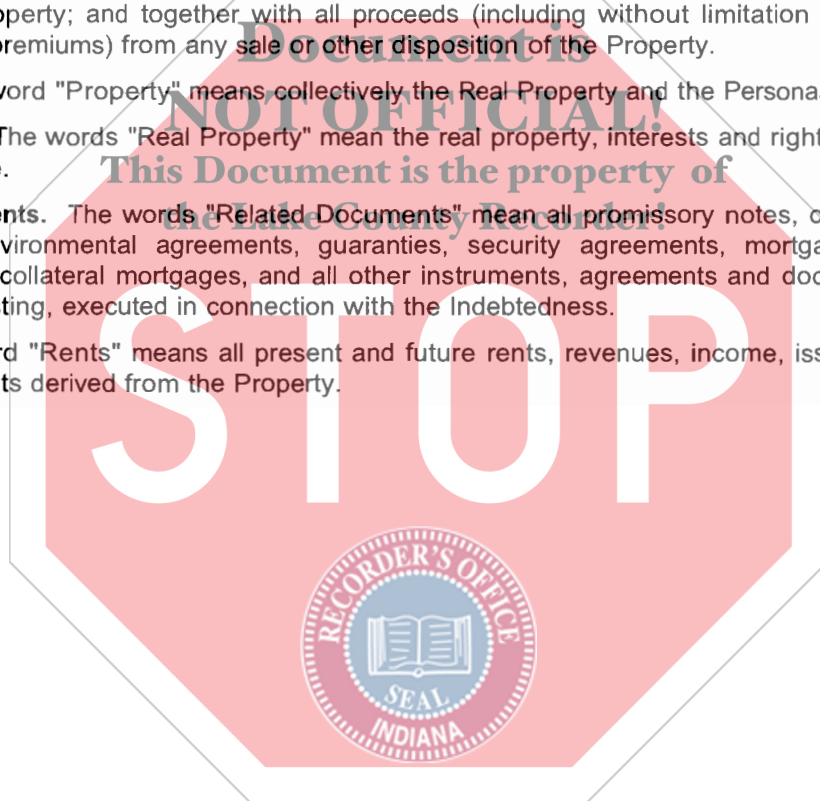 operty; and together with all proceeds (including without limitation
premiums) from any sale or other disposition of the Property.
word "Property" means collectively the Real Property and the Persona
The words "Real Property" mean the real property, interests and right
e.
nts. The words "Related Documents" mean all promissory notes, c
vironmental agreements, guaranties, security agreements, mortga
collateral mortgages, and all other instruments, agreements and doc
sting, executed in connection with the Indebtedness.
rd "Rents" means all present and future rents, revenues, income, iss
ts derived from the Property.
Document is
NOT OFFICIAL!
This Document is the property of
the Lake County Recorder!
STOP
RECORDER'S OFFICE
SEAL
INDIANA